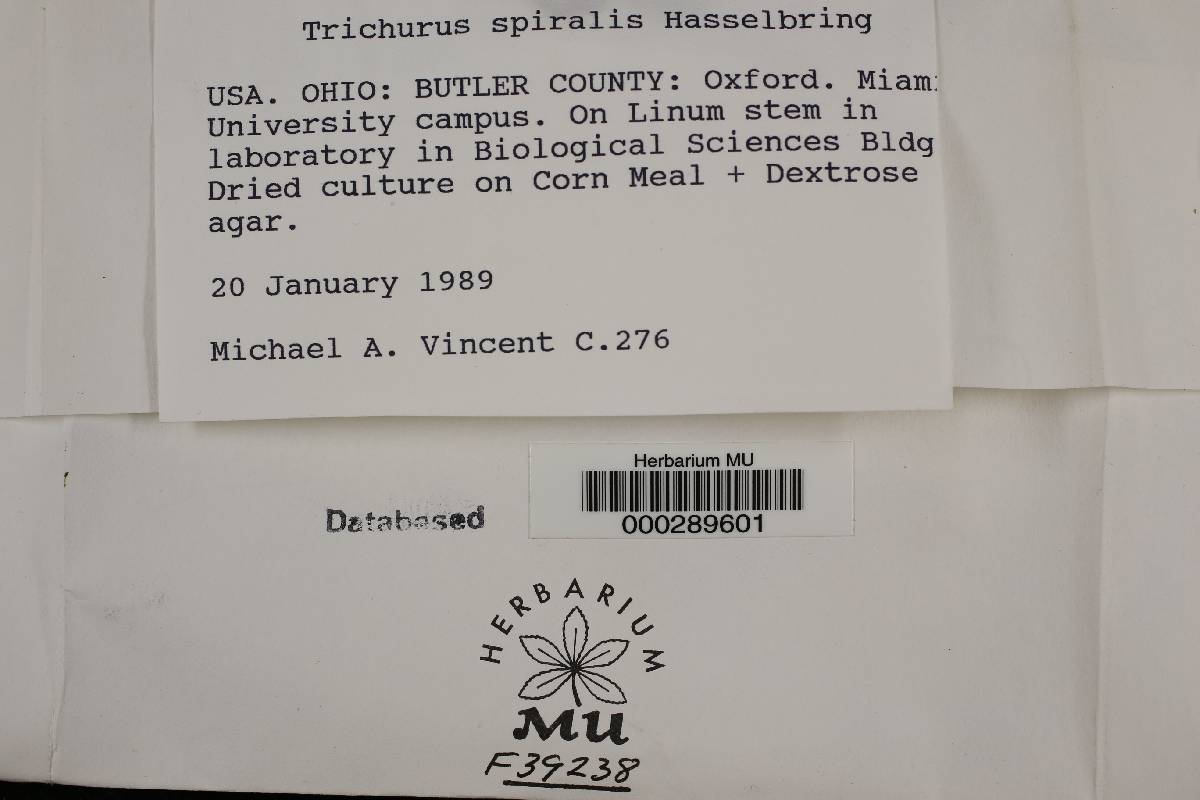 Trichurus spiralis Hasselbring
USA. OHIO: BUTLER COUNTY: Oxford. Miami
University campus. On Linum stem in
laboratory in Biological Sciences Bldg
Dried culture on Corn Meal + Dextrose
agar.
20 January 1989
Michael A. Vincent C.276
Herbarium MU
Databased
000289601
HERBARIUM
MU
F39238